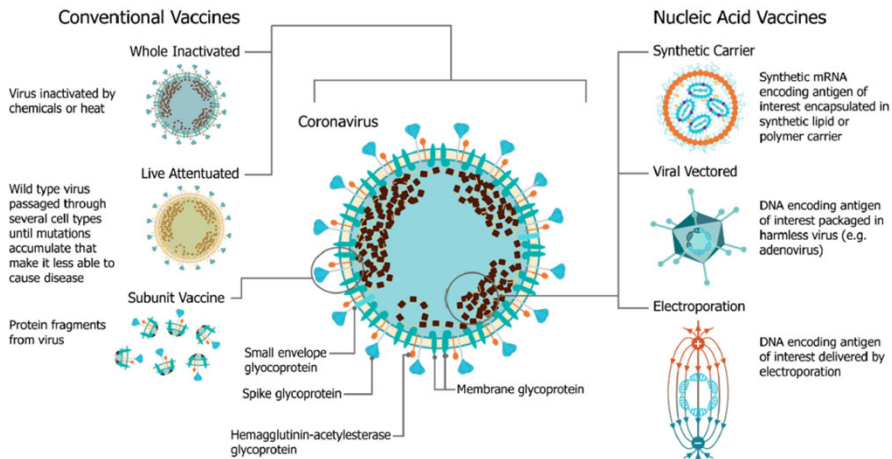 Conventional Vaccines
Whole Inactivated
Virus inactivated by
chemicals or heat
Live Attentuated
Wild type virus
passaged through
several cell types
until mutations
accumulate that
make it less able to
cause disease
Subunit Vaccine
Protein fragments
from virus
Coronavirus
Small envelope
glycoprotein
Spike glycoprotein
Hemagglutinin-acetylesterase
glycoprotein
Membrane glycoprotein
Nucleic Acid Vaccines
Synthetic Carrier
Synthetic mRNA
encoding antigen of
interest encapsulated in
synthetic lipid or
polymer carrier
Viral Vectored
DNA encoding antigen
of interest packaged in
harmless virus (e.g.
adenovirus)
Electroporation
DNA encoding antigen
of interest delivered by
electroporation
+
−